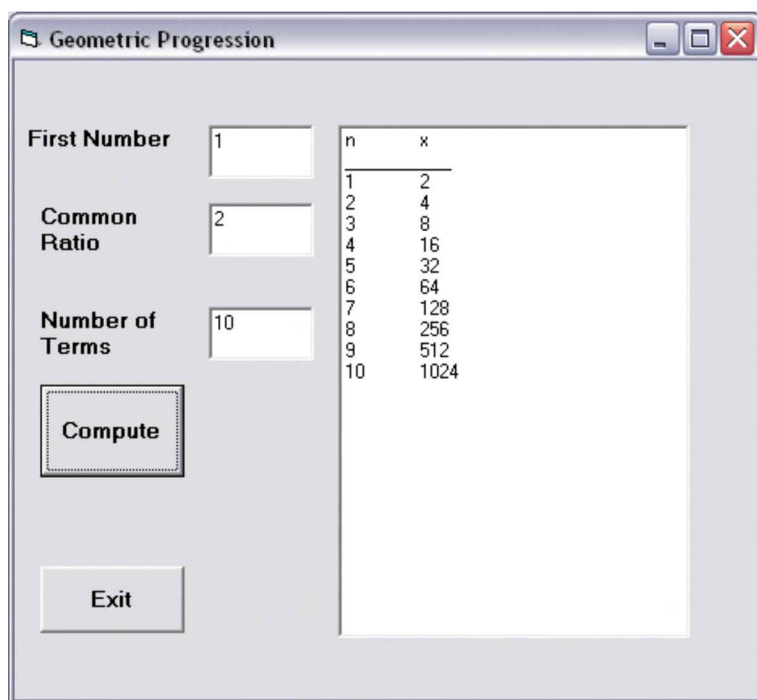 Geometric Progression
First Number
1
Common
Ratio
2
Number of
Terms
10
Compute
Exit
n x
1 2
2 4
3 8
4 16
5 32
6 64
7 128
8 256
9 512
10 1024